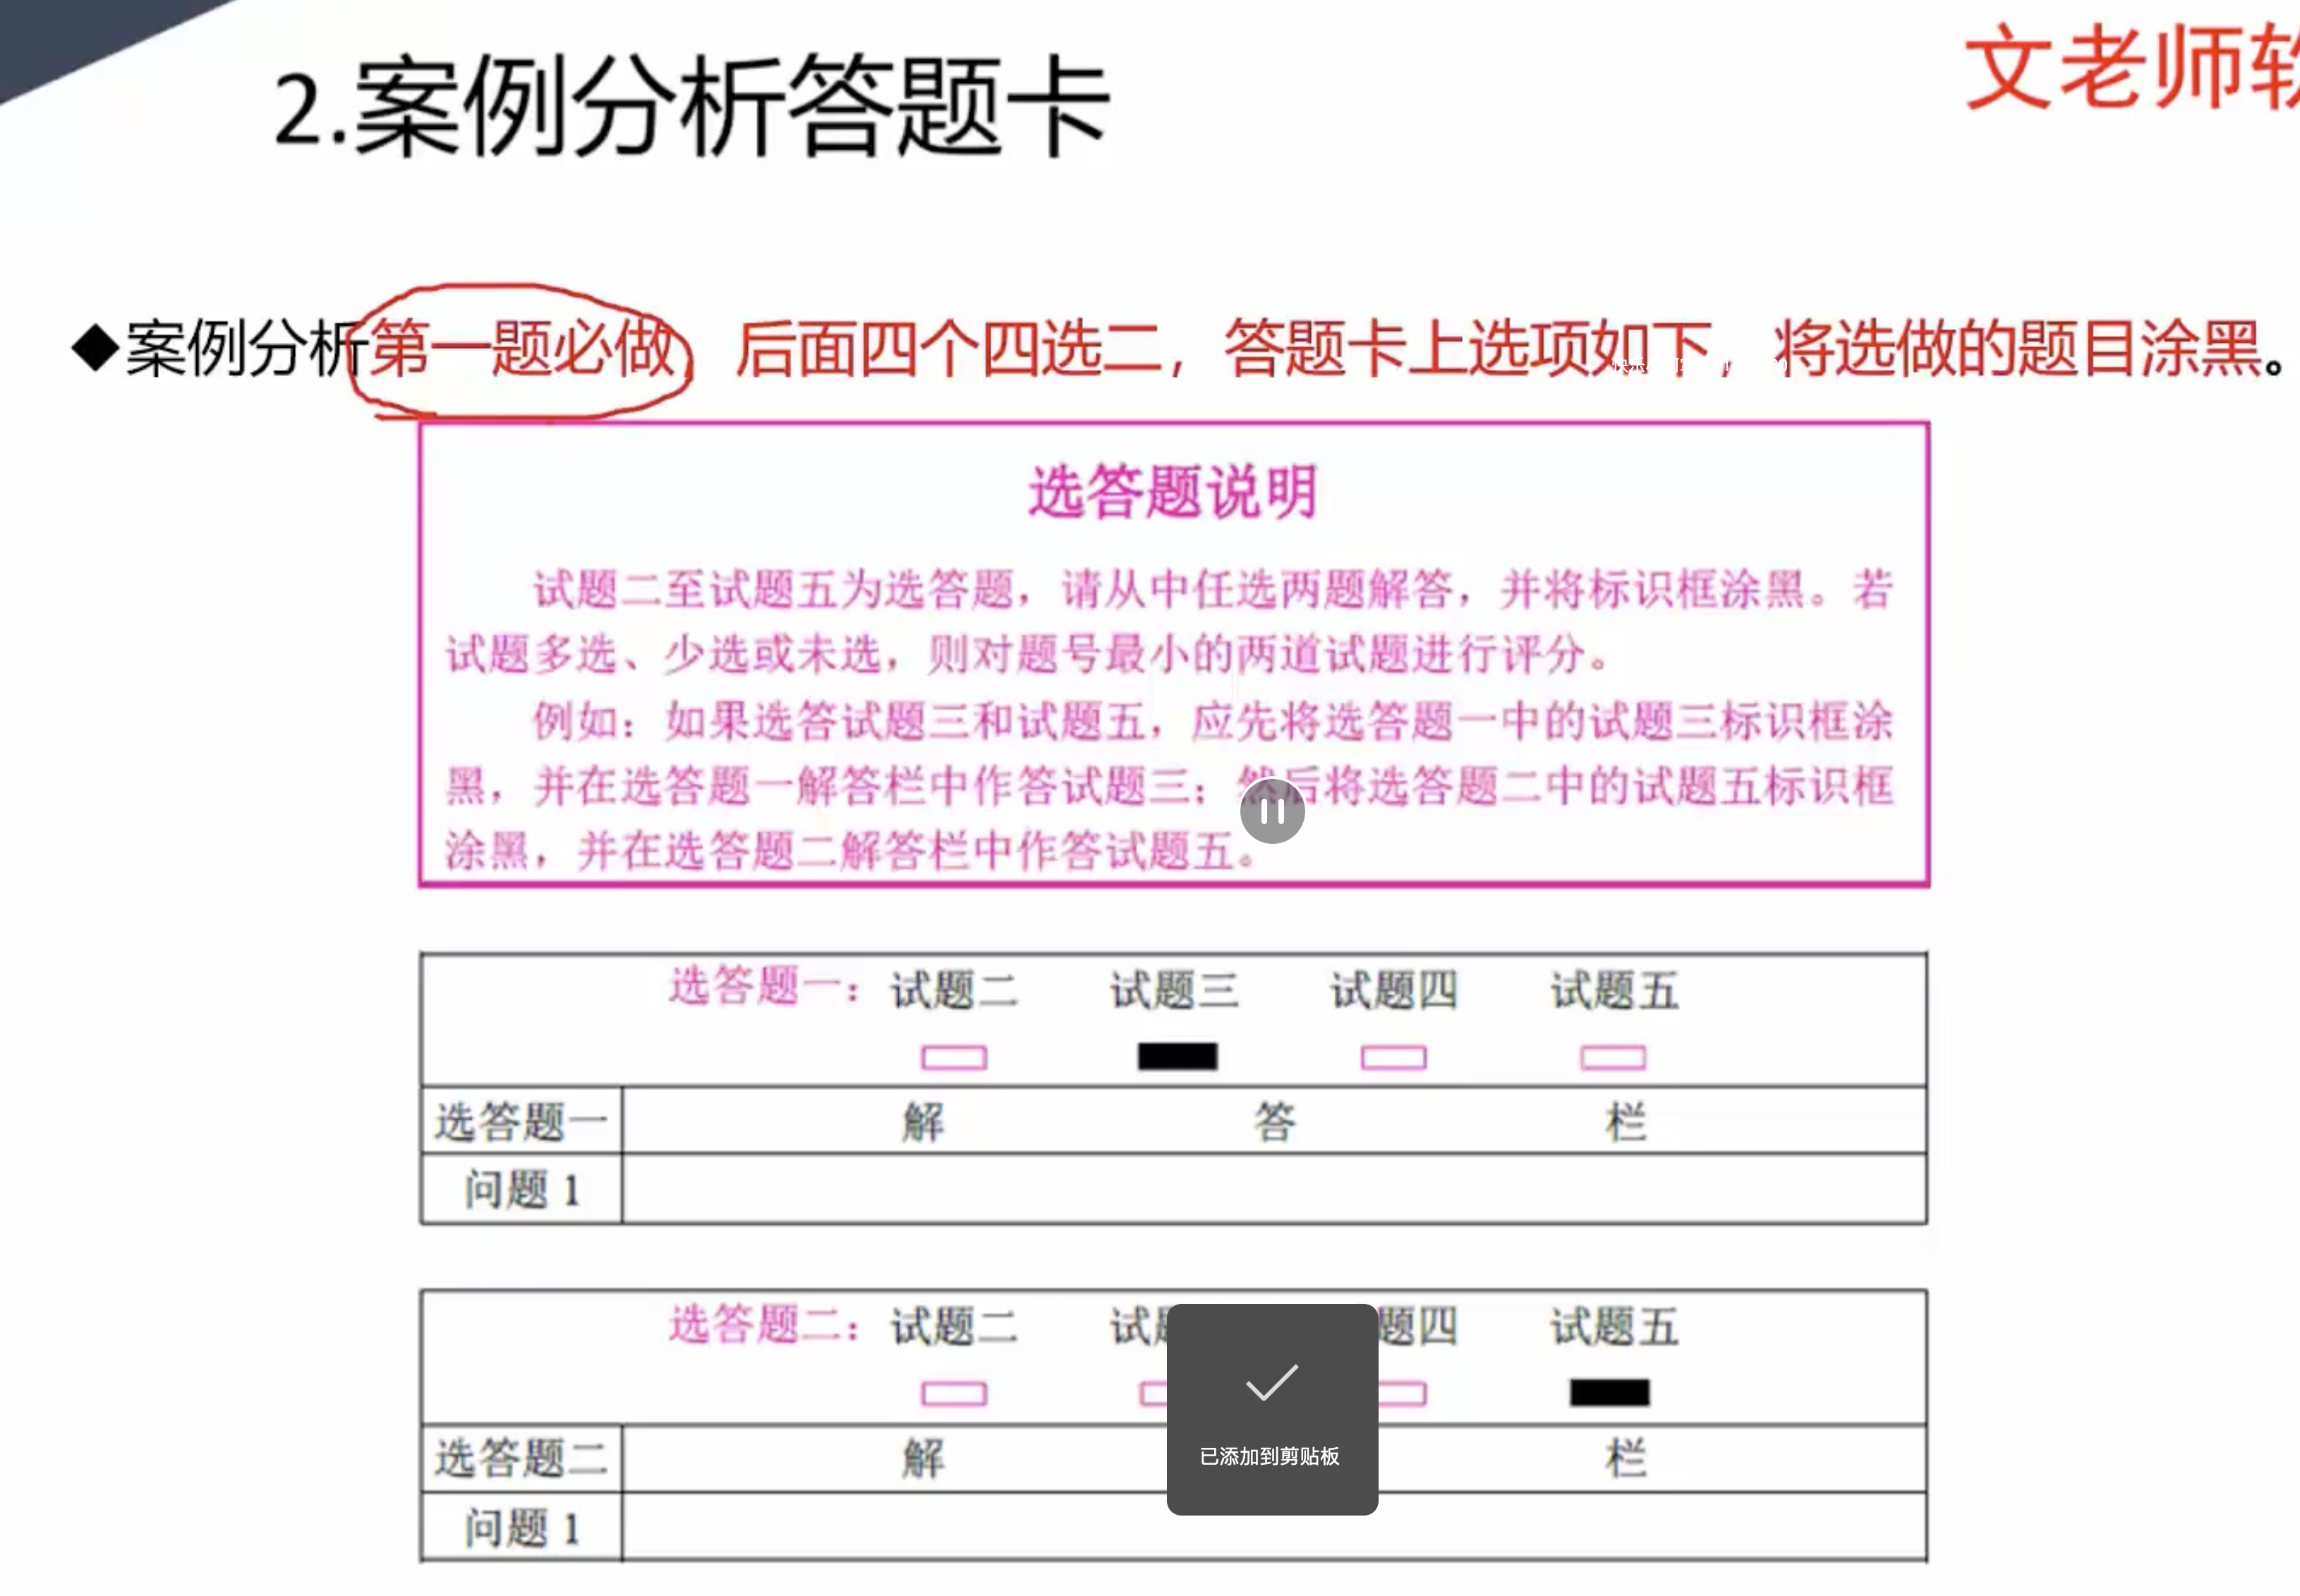 2.案例分析答题卡
文老师软
◆案例分析第一题必做，后面四个四选二，答题卡上选项如下，将选做的题目涂黑。
选答题说明
试题二至试题五为选答题，请从中任选两题解答，并将标识框涂黑。若
试题多选、少选或未选，则对题号最小的两道试题进行评分。
例如：如果选答试题三和试题五，应先将选答题一中的试题三标识框涂
黑，并在选答题一解答栏中作答试题三；然后将选答题二中的试题五标识框
涂黑，并在选答题二解答栏中作答试题五。
选答题一：试题二 试题三 试题四 试题五
选答题一 解 答 栏
问题 1
选答题二：试题二 试 题四 试题五
选答题二 解 栏
问题 1
已添加到剪贴板